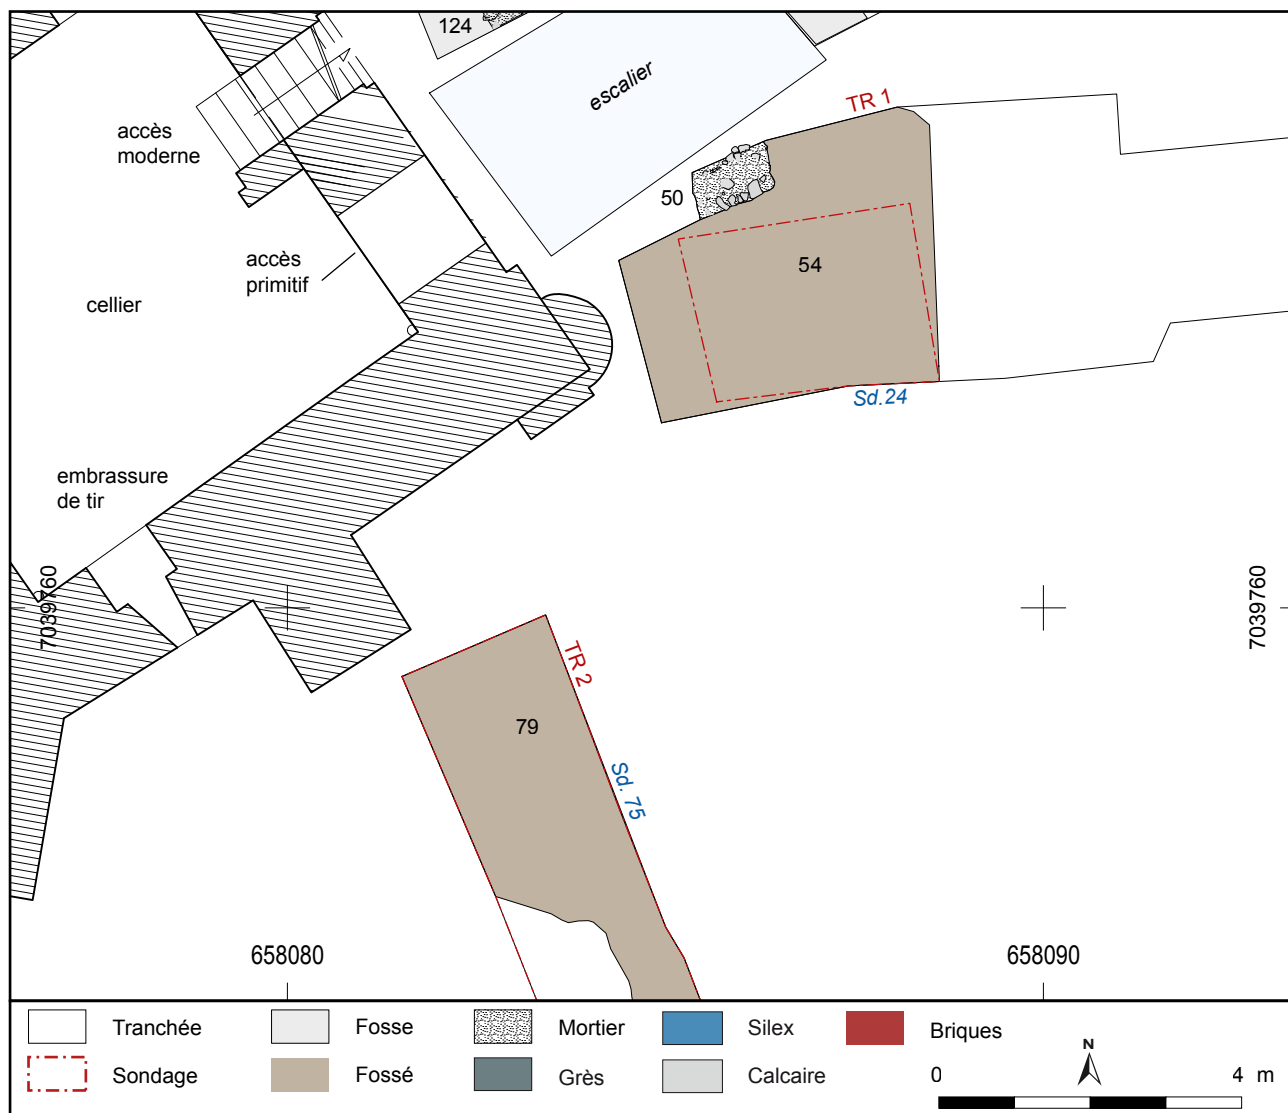 124
escalier
TR 1
accès
moderne
50
accès
primitif
54
cellier
Sd.24
embrassure
de tir
7039760
7039760
TR 2
79
Sd. 75
658080
658090
Tranchée
Fosse
Mortier
Silex
Briques
Sondage
Fossé
Grès
Calcaire
N
0 4 m